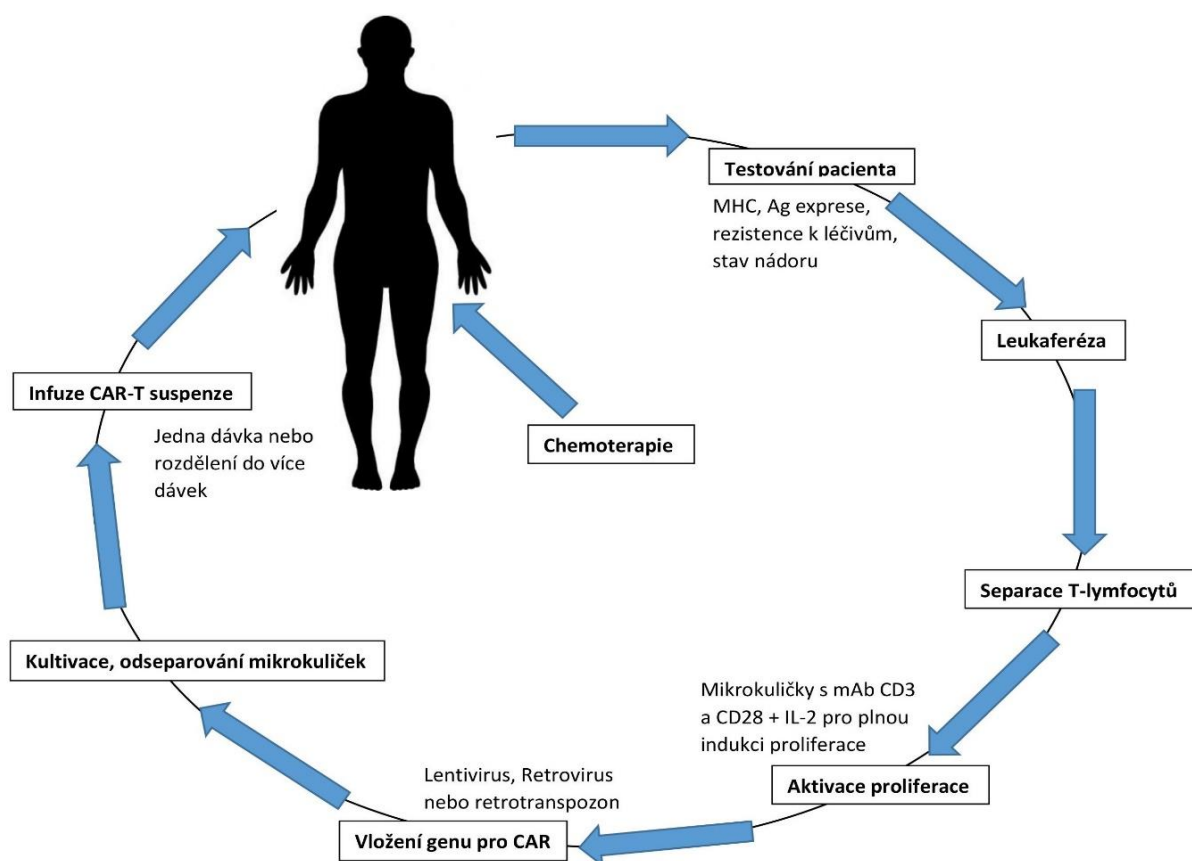 Testování pacienta
MHC, Ag exprese,
rezistence k léčivům,
stav nádoru
Leukaferéza
Separace T-lymfocytů
Mikrokuličky s mAb CD3
a CD28 + IL-2 pro plnou
indukci proliferace
Aktivace proliferace
Lentivirus, Retrovirus
nebo retrotranspozon
Vložení genu pro CAR
Kultivace, odseparování mikrokuliček
Infuze CAR-T suspenze
Jedna dávka nebo
rozdělení do více
dávek
Chemoterapie